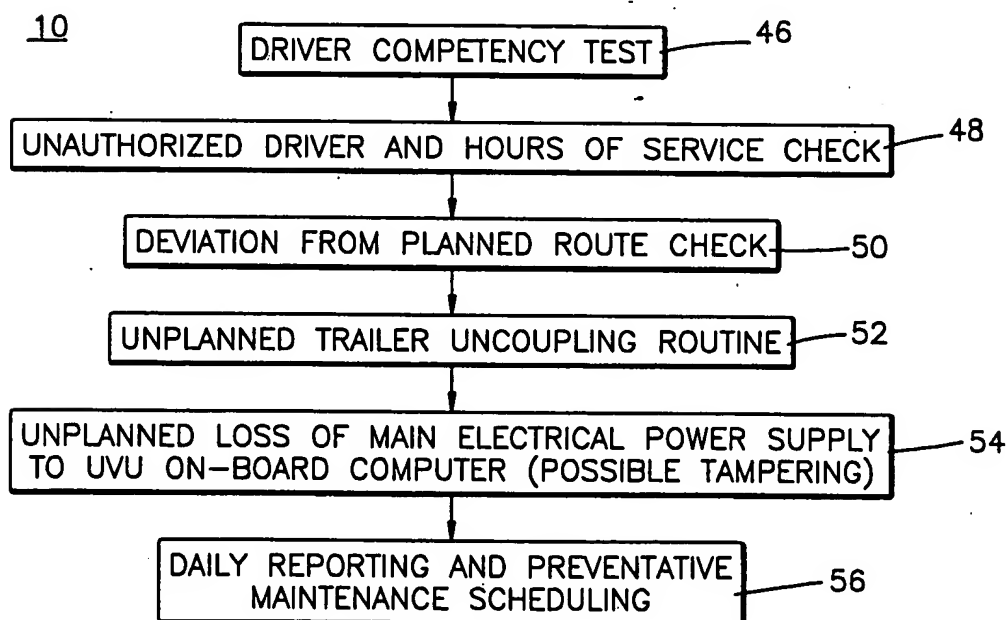 10
DRIVER COMPETENCY TEST
46
UNAUTHORIZED DRIVER AND HOURS OF SERVICE CHECK
48
DEVIATION FROM PLANNED ROUTE CHECK
50
UNPLANNED TRAILER UNCOUPLING ROUTINE
52
UNPLANNED LOSS OF MAIN ELECTRICAL POWER SUPPLY
TO UVU ON-BOARD COMPUTER (POSSIBLE TAMPERING)
54
DAILY REPORTING AND PREVENTATIVE
MAINTENANCE SCHEDULING
56